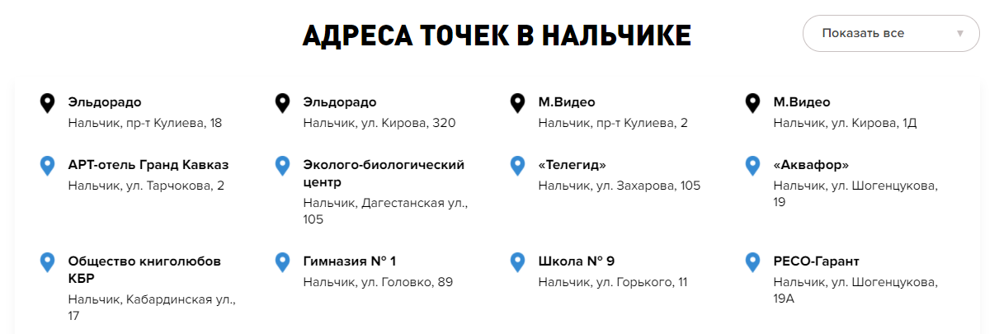 АДРЕСА ТОЧЕК В НАЛЬЧИКЕ
Показать все
Эльдорадо
Нальчик, пр-т Кулиева, 18
Эльдорадо
Нальчик, ул. Кирова, 320
М.Видео
Нальчик, пр-т Кулиева, 2
М.Видео
Нальчик, ул. Кирова, 1Д
АРТ-отель Гранд Кавказ
Нальчик, ул. Тарчокова, 2
Эколого-биологический
центр
Нальчик, Дагестанская ул.,
105
«Телегид»
Нальчик, ул. Захарова, 105
«Аквафор»
Нальчик, ул. Шогенцукова,
19
Общество книголюбов
КБР
Нальчик, Кабардинская ул.,
17
Гимназия № 1
Нальчик, ул. Головко, 89
Школа № 9
Нальчик, ул. Горького, 11
РЕСО-Гарант
Нальчик, ул. Шогенцукова,
19А